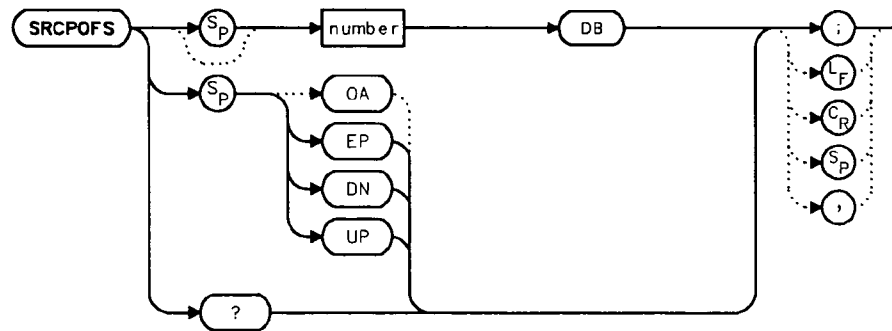 SRCPOFS SP number DB ;
SP OA LF
EP CR
DN SP
UP ,
?